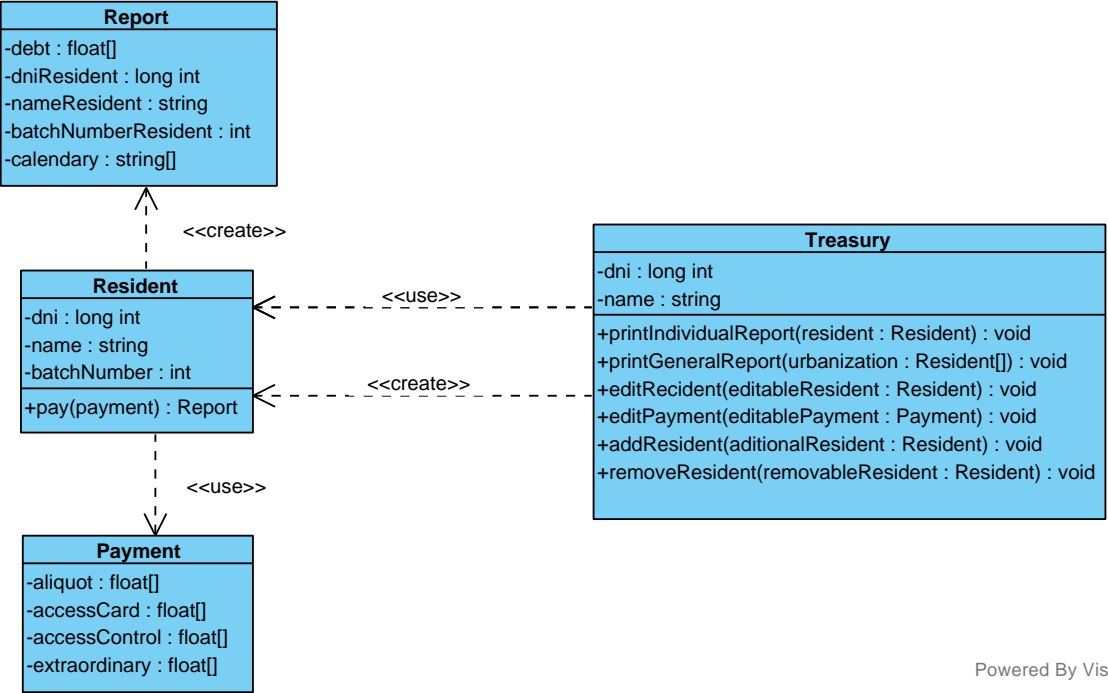 Report
-debt : float[]
-dniResident : long int
-nameResident : string
-batchNumberResident : int
-calendary : string[]
<<create>>
Resident
-dni : long int
-name : string
-batchNumber : int
+pay(payment) : Report
<<use>>
<<create>>
Treasury
-dni : long int
-name : string
+printIndividualReport(resident : Resident) : void
+printGeneralReport(urbanization : Resident[]) : void
+editRecident(editableResident : Resident) : void
+editPayment(editablePayment : Payment) : void
+addResident(aditionalResident : Resident) : void
+removeResident(removableResident : Resident) : void
<<use>>
Payment
-aliquot : float[]
-accessCard : float[]
-accessControl : float[]
-extraordinary : float[]
Powered By Vis